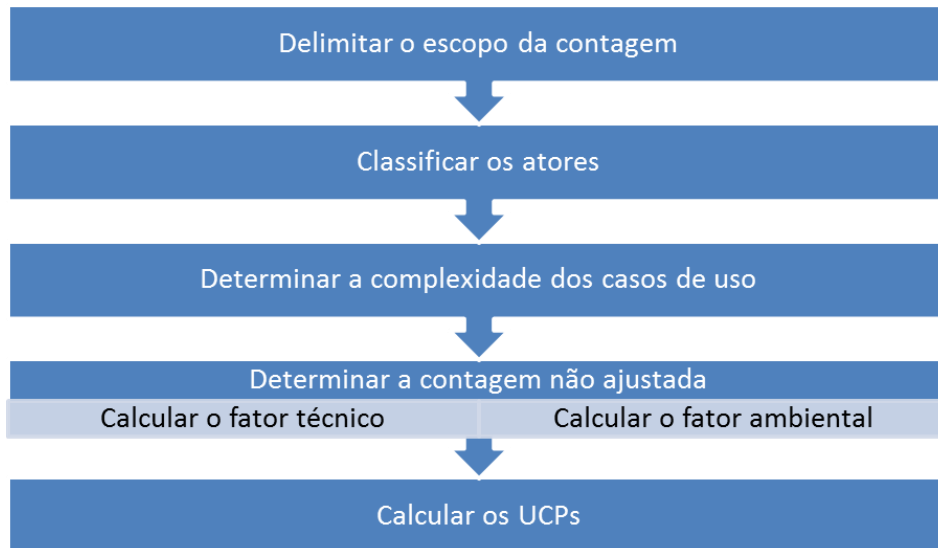 Delimitar o escopo da contagem
Classificar os atores
Determinar a complexidade dos casos de uso
Determinar a contagem não ajustada
Calcular o fator técnico
Calcular o fator ambiental
Calcular os UCPs